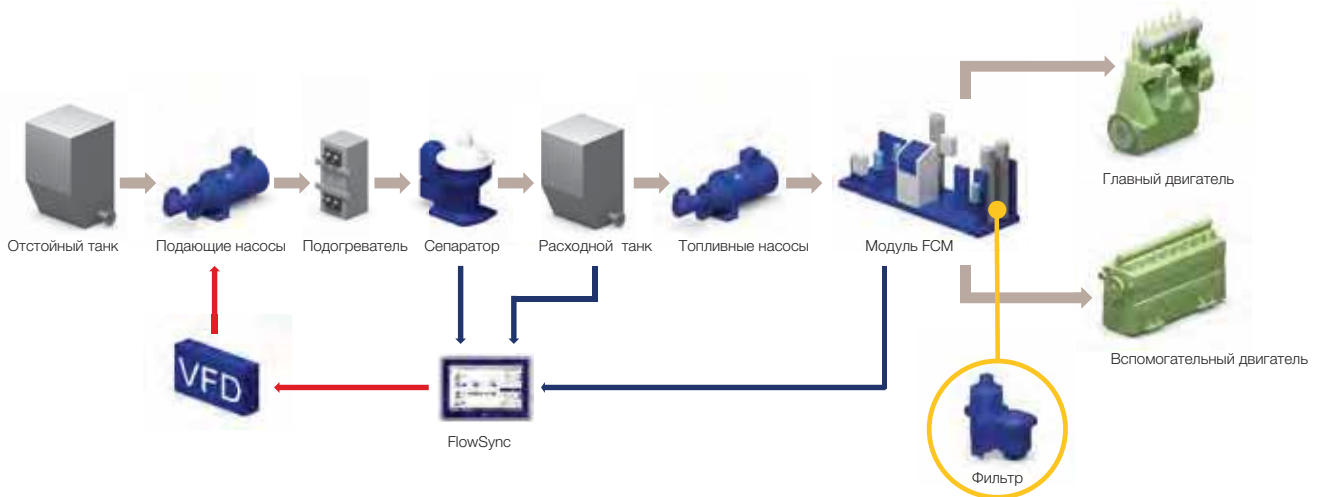 Главный двигатель
Отстойный танк
Подающие насосы
Подогреватель
Сепаратор
Расходной танк
Топливные насосы
Модуль FCM
VFD
FlowSync
Вспомогательный двигатель
Фильтр